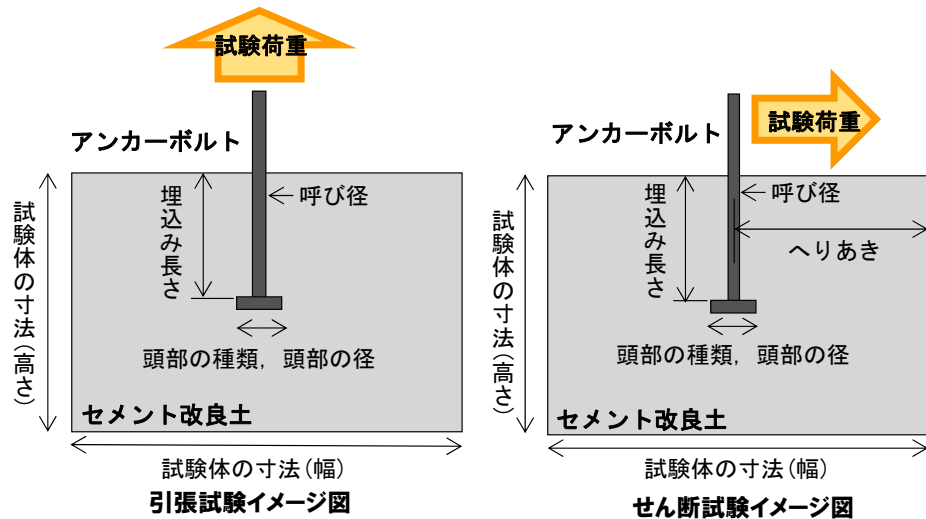 試験荷重
アンカーボルト
呼び径
埋込み長さ
試験体の寸法(高さ)
頭部の種類, 頭部の径
セメント改良土
試験体の寸法(幅)
引張試験イメージ図
試験荷重
アンカーボルト
呼び径
へりあき
埋込み長さ
試験体の寸法(高さ)
頭部の種類, 頭部の径
セメント改良土
試験体の寸法(幅)
せん断試験イメージ図